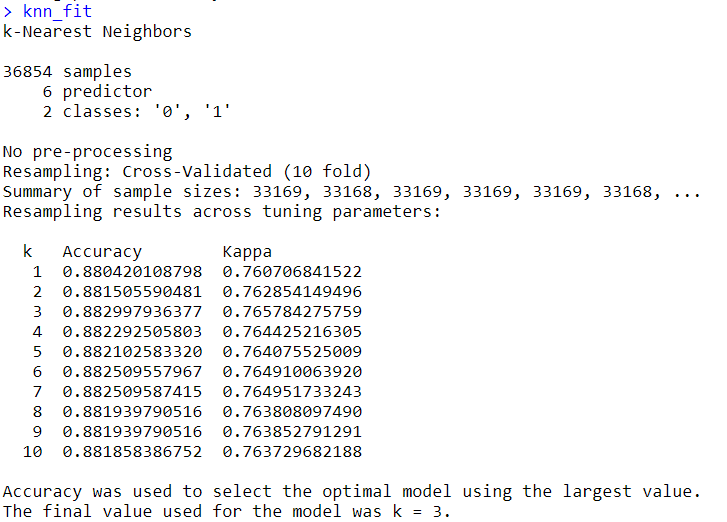 > knn_fit
k-Nearest Neighbors
36854 samples
6 predictor
2 classes: '0', '1'
No pre-processing
Resampling: Cross-Validated (10 fold)
Summary of sample sizes: 33169, 33168, 33169, 33169, 33169, 33168, ...
Resampling results across tuning parameters:
k Accuracy Kappa
1 0.880420108798 0.760706841522
2 0.881505590481 0.762854149496
3 0.882997936377 0.765784275759
4 0.882292505803 0.764425216305
5 0.882102583320 0.764075525009
6 0.882509557967 0.764910063920
7 0.882509587415 0.764951733243
8 0.881939790516 0.763808097490
9 0.881939790516 0.763852791291
10 0.881858386752 0.763729682188
Accuracy was used to select the optimal model using the largest value.
The final value used for the model was k = 3.